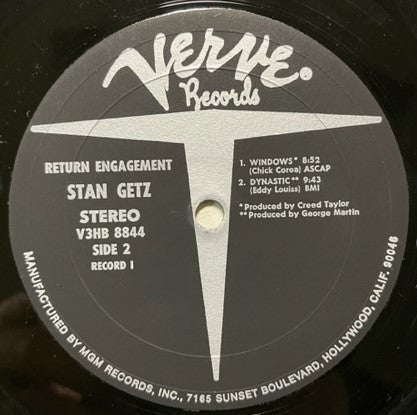 Verve
Records
RETURN ENGAGEMENT
STAN GETZ
STEREO
V3HB 8844
SIDE 2
RECORD I
1. WINDOWS* 8:52
(Chick Corea) ASCAP
2. DYNASTIC** 9:43
(Eddy Louiss) BMI
* Produced by Creed Taylor
** Produced by George Martin
MANUFACTURED BY MGM RECORDS, INC., 7165 SUNSET BOULEVARD, HOLLYWOOD, CALIF. 90046